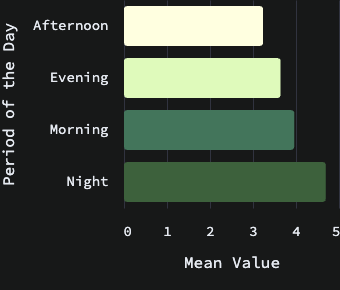 Period of the Day
Afternoon
Evening
Morning
Night
0 1 2 3 4 5
Mean Value